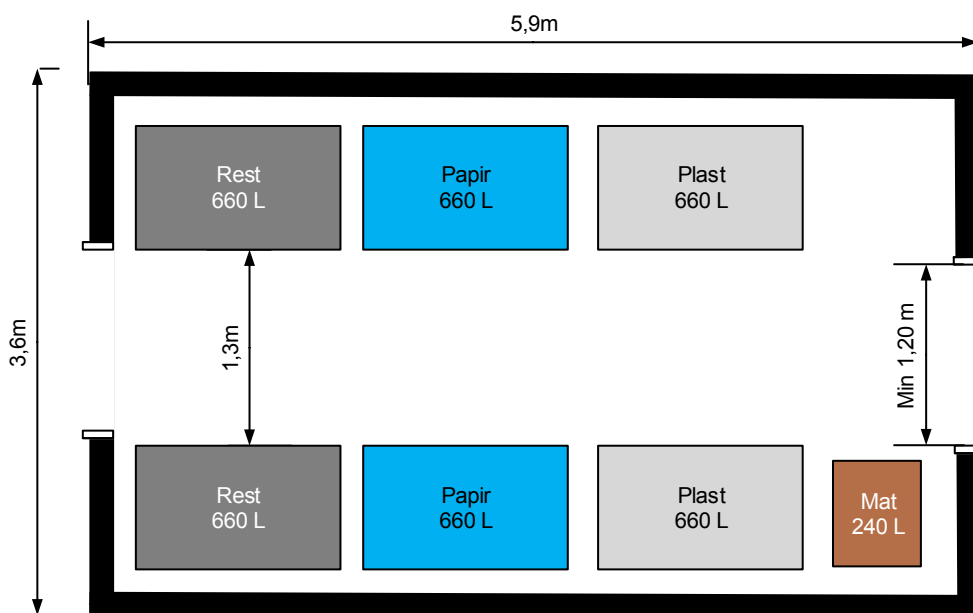 5,9m
Rest
660 L
Papir
660 L
Plast
660 L
3,6m
1,3m
Min 1,20 m
Rest
660 L
Papir
660 L
Plast
660 L
Mat
240 L